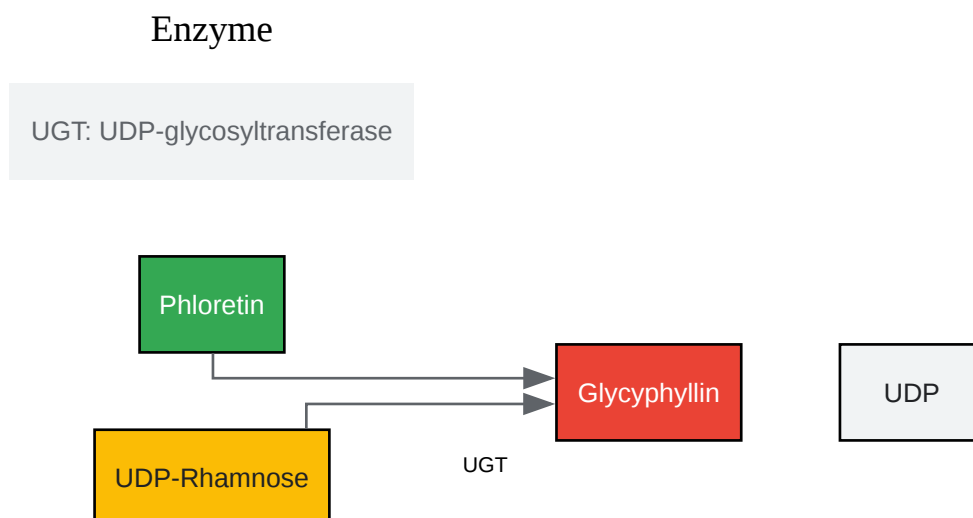 Enzyme
UGT: UDP-glycosyltransferase
Phloretin
Glycyphyllin
UDP
UDP-Rhamnose
UGT